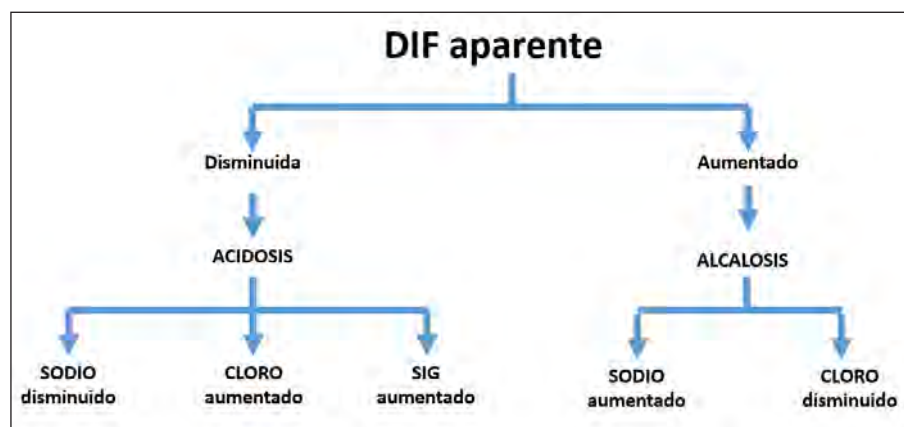 DIF aparente
Disminuida
Aumentado
ACIDOSIS
ALCALOSIS
SODIO
disminuido
CLORO
aumentado
SIG
aumentado
SODIO
aumentado
CLORO
disminuido